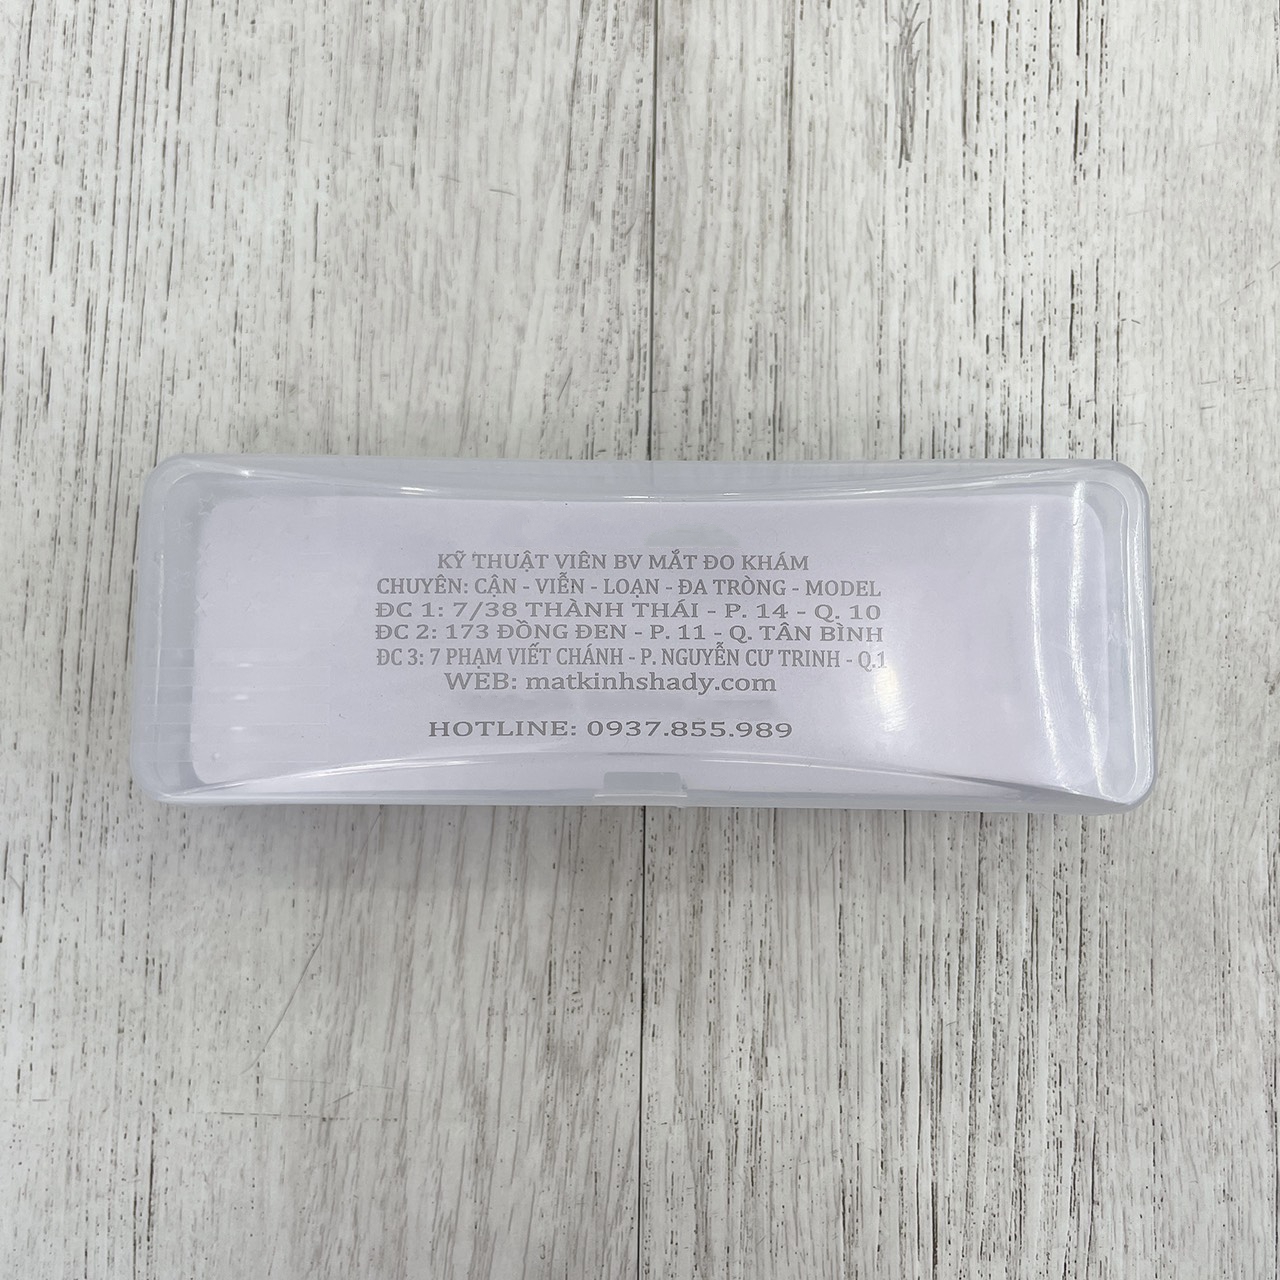 KỸ THUẬT VIÊN BV MẮT ĐO KHÁM
CHUYÊN: CẬN - VIỄN - LOẠN - ĐA TRÒNG - MODEL
ĐC 1: 7/38 THÀNH THÁI - P. 14 - Q. 10
ĐC 2: 173 ĐỒNG ĐEN - P. 11 - Q. TÂN BÌNH
ĐC 3: 7 PHẠM VIẾT CHÁNH - P. NGUYỄN CƯ TRINH - Q.1
WEB: matkinhshady.com
HOTLINE: 0937.855.989